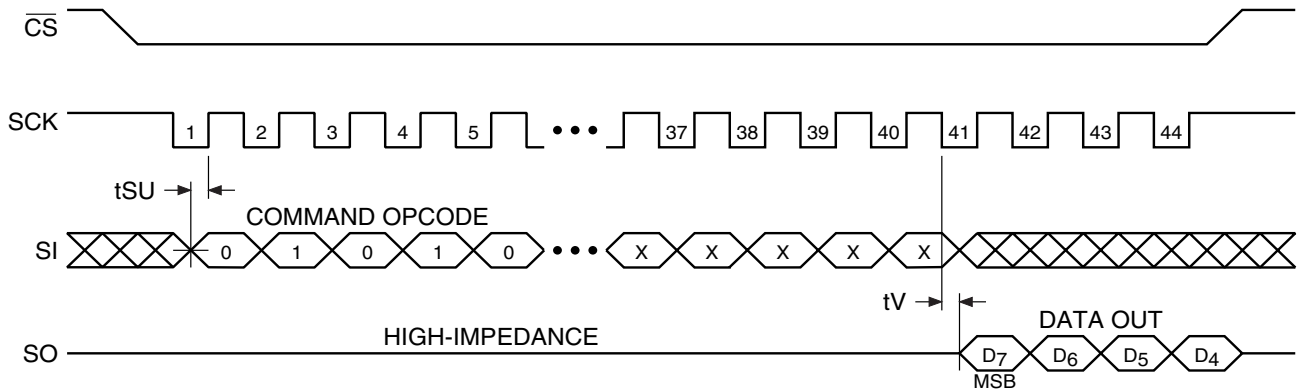 CS
SCK 1 2 3 4 5 ••• 37 38 39 40 41 42 43 44
tSU
COMMAND OPCODE
SI 0 1 0 1 0 ••• X X X X X
tV
HIGH-IMPEDANCE DATA OUT
SO D7 D6 D5 D4
MSB